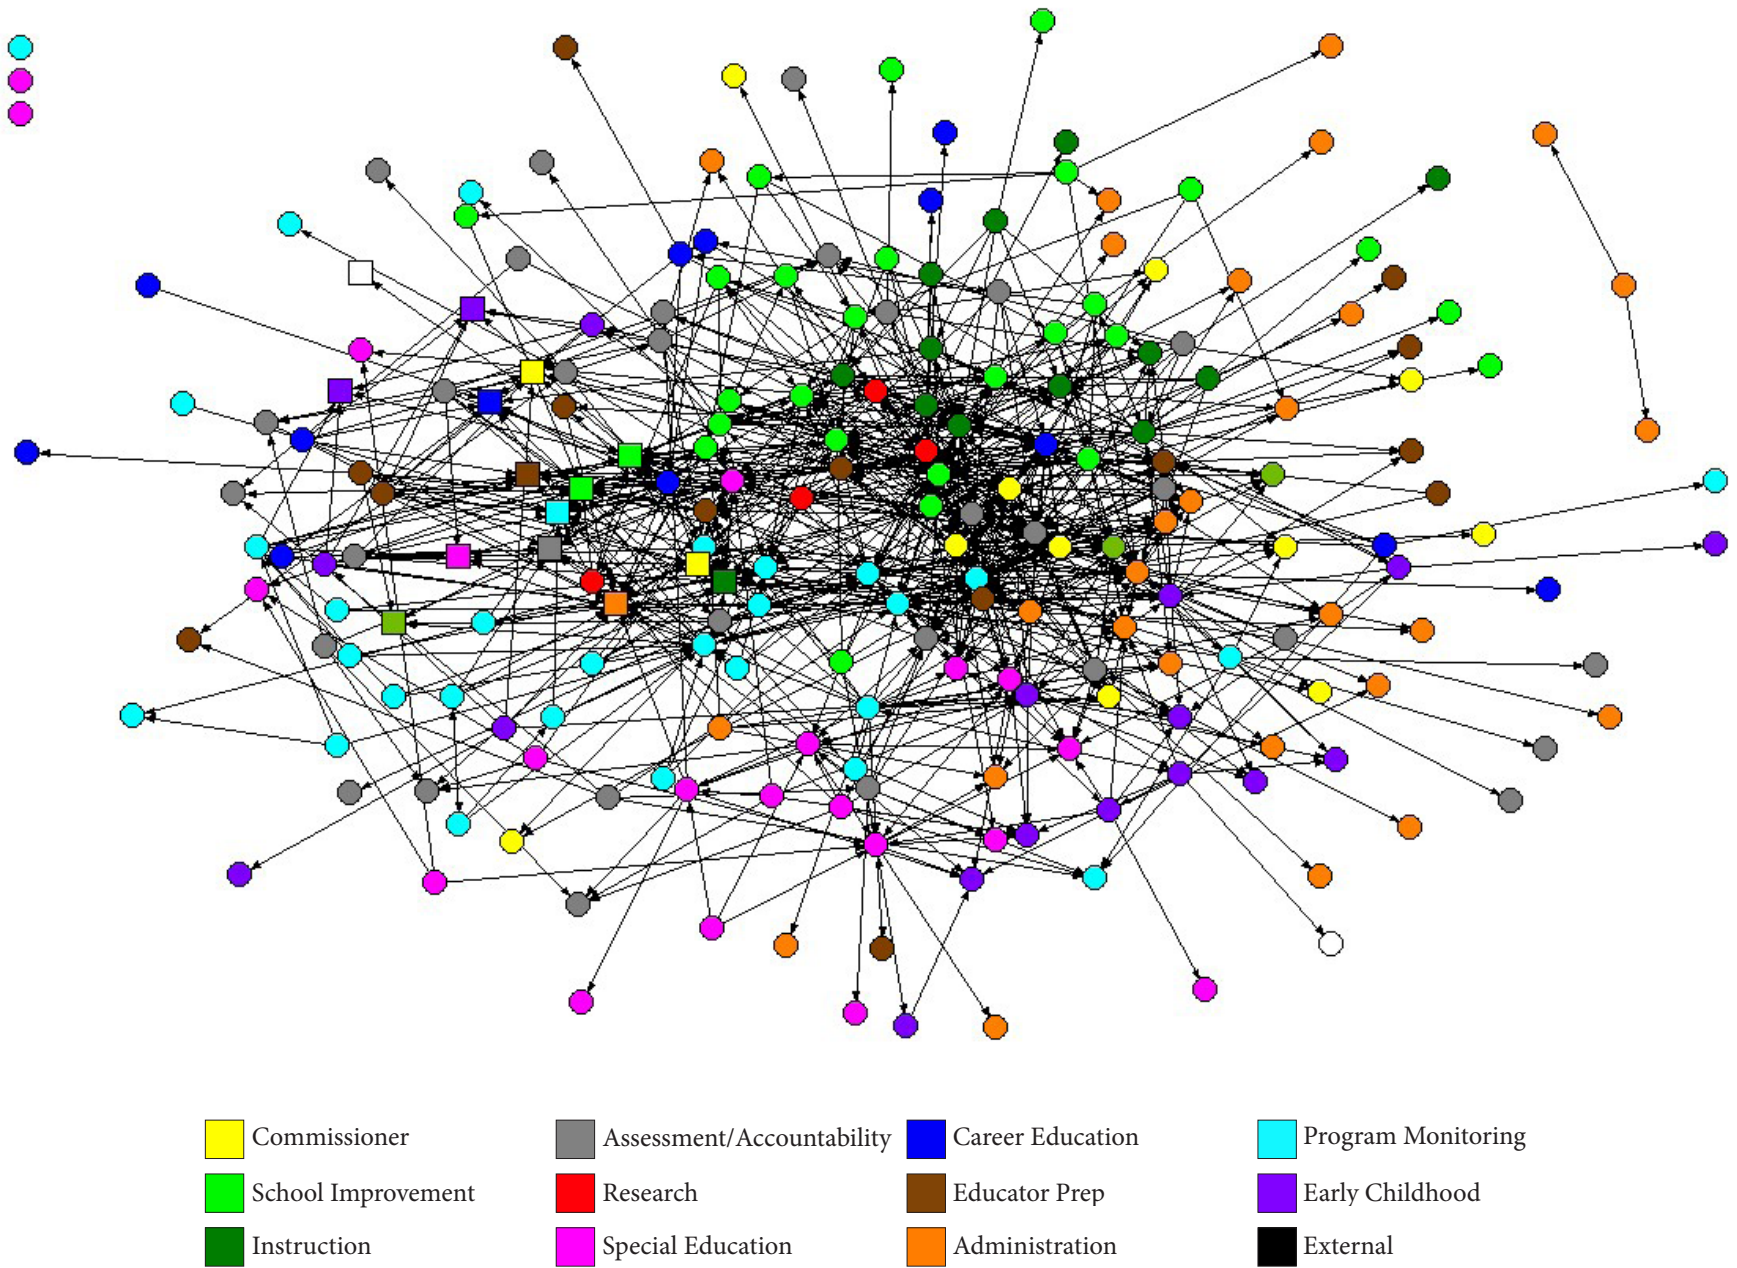 Commissioner
Assessment/Accountability
Career Education
Program Monitoring
School Improvement
Research
Educator Prep
Early Childhood
Instruction
Special Education
Administration
External